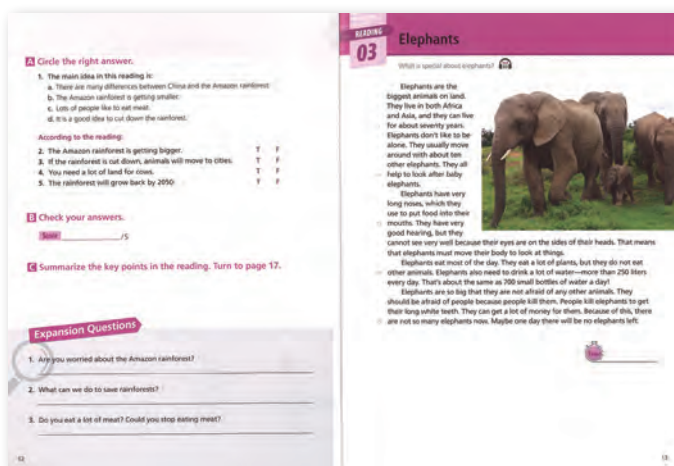 A Circle the right answer.
1. The main idea in this reading is:
a. There are many differences between China and the Amazon rainforest.
b. The Amazon rainforest is getting smaller.
c. Lots of people like to eat meat.
d. It is a good idea to cut down the rainforest.
According to the reading:
2. The Amazon rainforest is getting bigger. T F
3. If the rainforest is cut down, animals will move to cities. T F
4. You need a lot of land for cows. T F
5. The rainforest will grow back by 2050. T F
B Check your answers.
Score /5
C Summarize the key points in the reading. Turn to page 17.
Expansion Questions
1. Are you worried about the Amazon rainforest?
2. What can we do to save rainforests?
3. Do you eat a lot of meat? Could you stop eating meat?
12
READING
03
Elephants
What is special about elephants?
Elephants are the
biggest animals on land.
They live in both Africa
and Asia, and they can live
for about seventy years.
Elephants don't like to be
alone. They usually move
around with about ten
other elephants. They all
help to look after baby
elephants.
Elephants have very
long noses, which they
use to put food into their
mouths. They have very
good hearing, but they
cannot see very well because their eyes are on the sides of their heads. That means
that elephants must move their body to look at things.
Elephants eat most of the day. They eat a lot of plants, but they do not eat
other animals. Elephants also need to drink a lot of water—more than 250 liters
every day. That's about the same as 700 small bottles of water a day!
Elephants are so big that they are not afraid of any other animals. They
should be afraid of people because people kill them. People kill elephants to get
their long white teeth. They can get a lot of money for them. Because of this, there
are not so many elephants now. Maybe one day there will be no elephants left.
Time
13